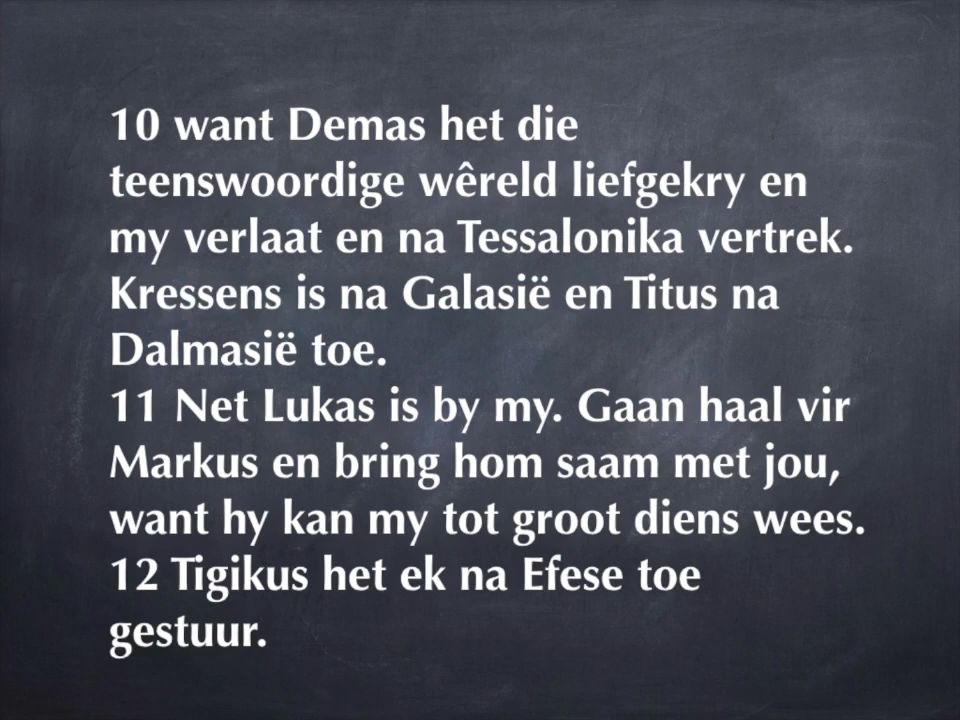 10 want Demas het die
teenswoordige wêreld liefgekry en
my verlaat en na Tessalonika vertrek.
Kressens is na Galasië en Titus na
Dalmasië toe.
11 Net Lukas is by my. Gaan haal vir
Markus en bring hom saam met jou,
want hy kan my tot groot diens wees.
12 Tigikus het ek na Efese toe
gestuur.